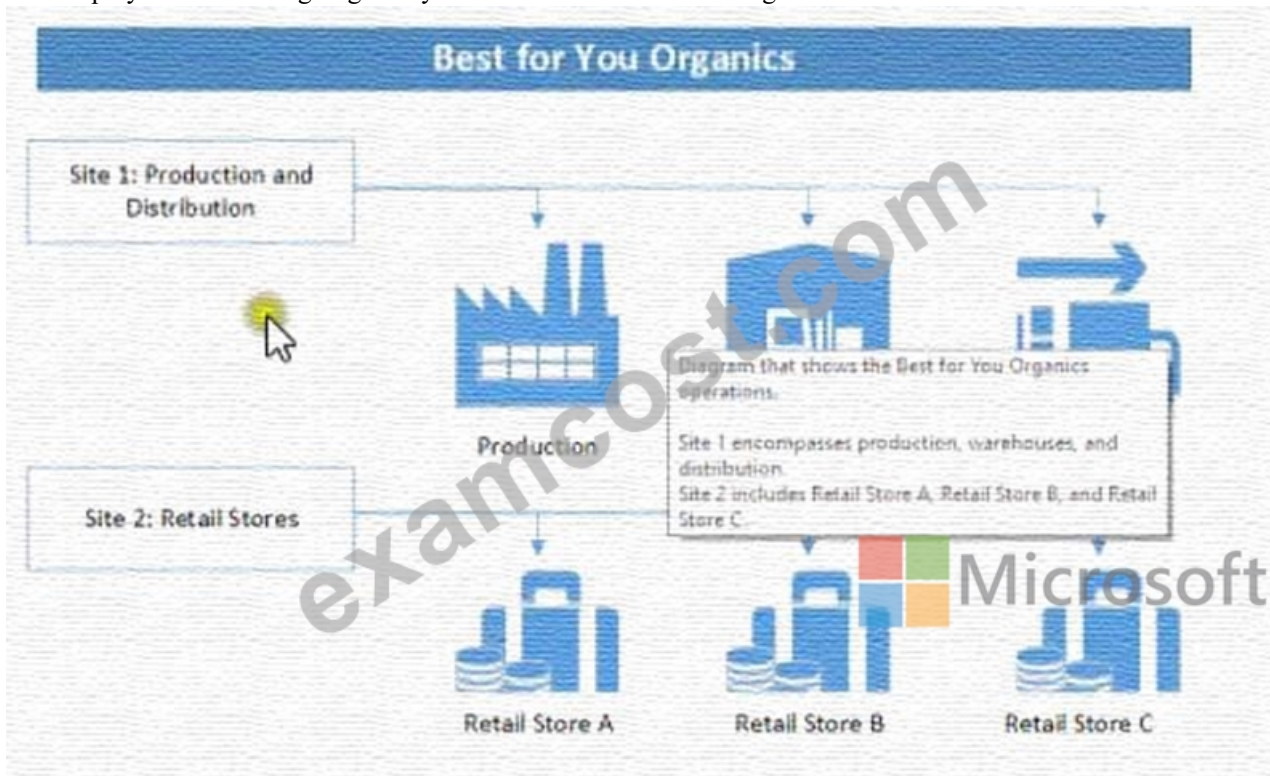 Best for You Organics
Site 1: Production and
Distribution
Diagram that shows the Best for You Organics
operations.
Production
Site 1 encompasses production, warehouses, and
distribution.
Site 2 includes Retail Store A, Retail Store B, and Retail
Store C.
Site 2: Retail Stores
examcost.com
Microsoft
Retail Store A
Retail Store B
Retail Store C